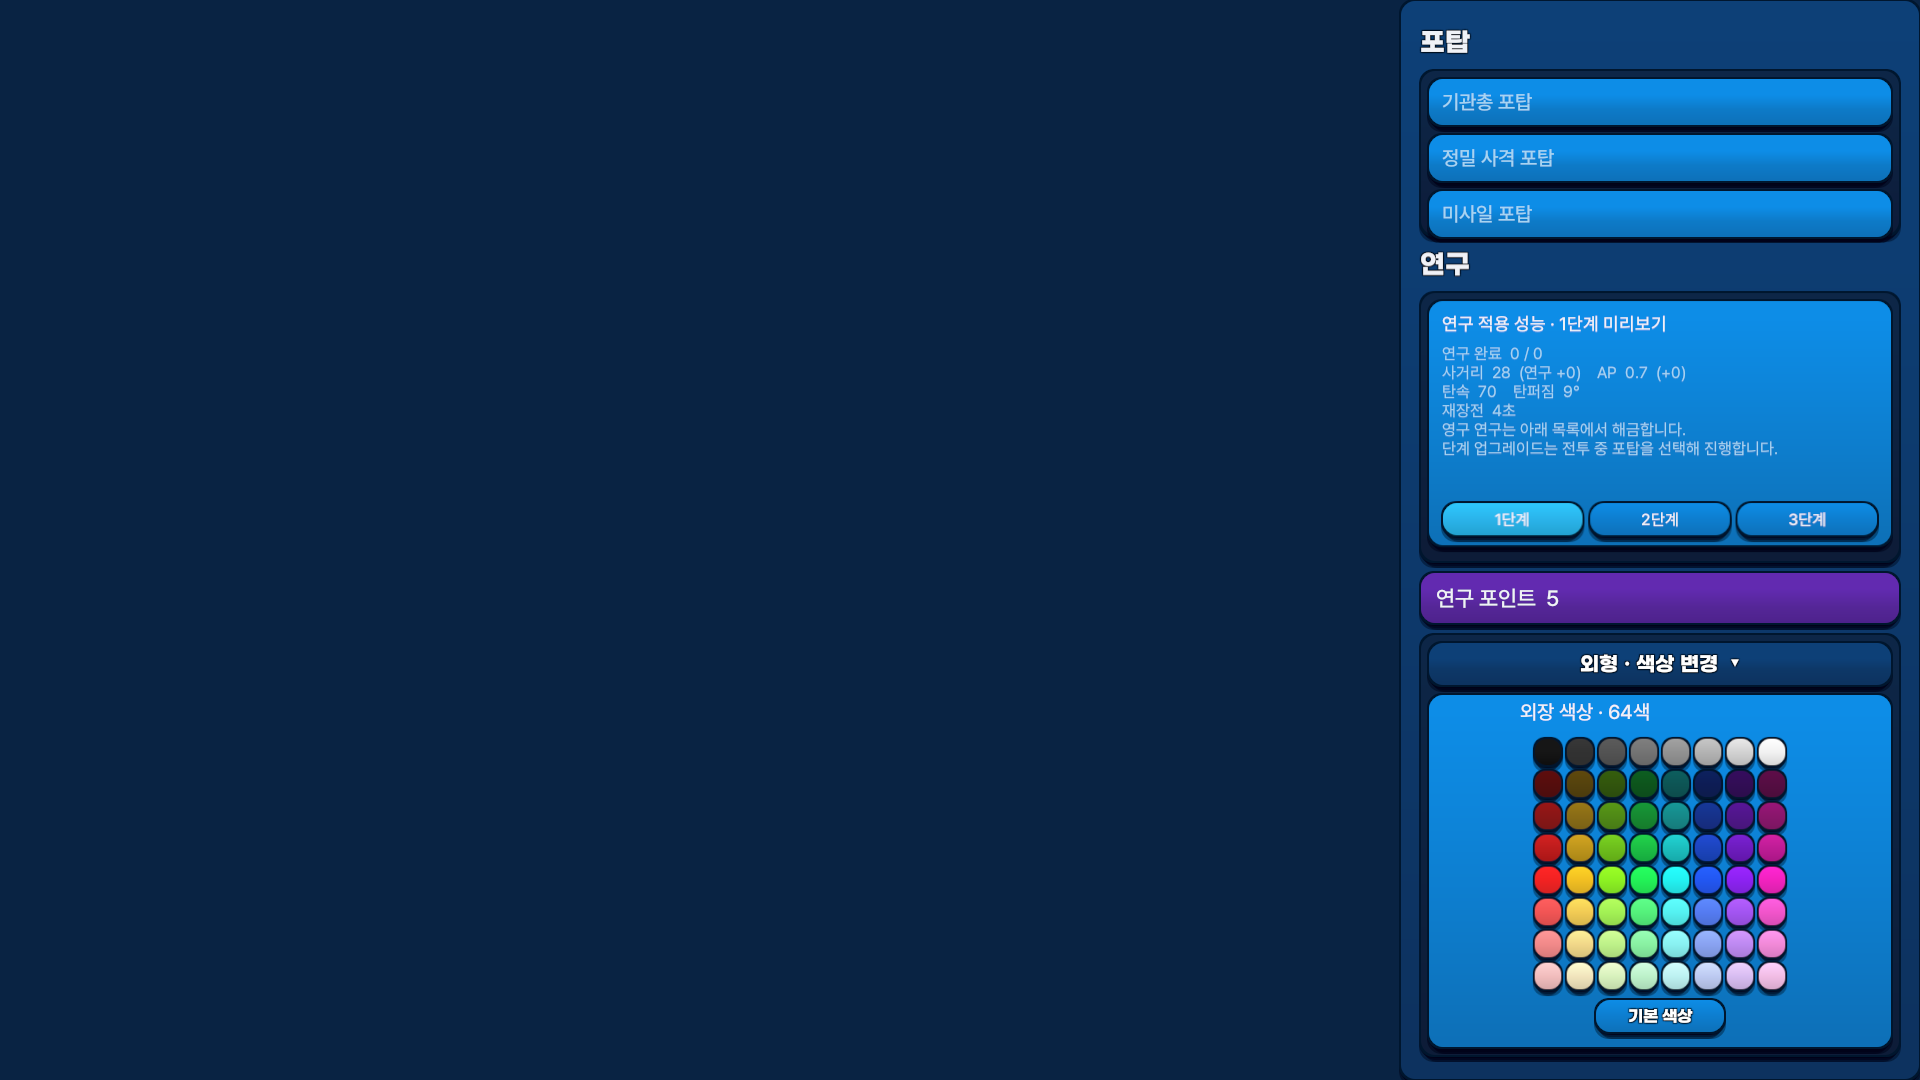 포탑
기관총 포탑
정밀 사격 포탑
미사일 포탑
연구
연구 적용 성능 · 1단계 미리보기
연구 완료 0 / 0
사거리 28 (연구 +0) AP 0.7 (+0)
탄속 70 탄퍼짐 9°
재장전 4초
영구 연구는 아래 목록에서 해금합니다.
단계 업그레이드는 전투 중 포탑을 선택해 진행합니다.
1단계 2단계 3단계
연구 포인트 5
외형 · 색상 변경 ▼
외장 색상 · 64색
기본 색상